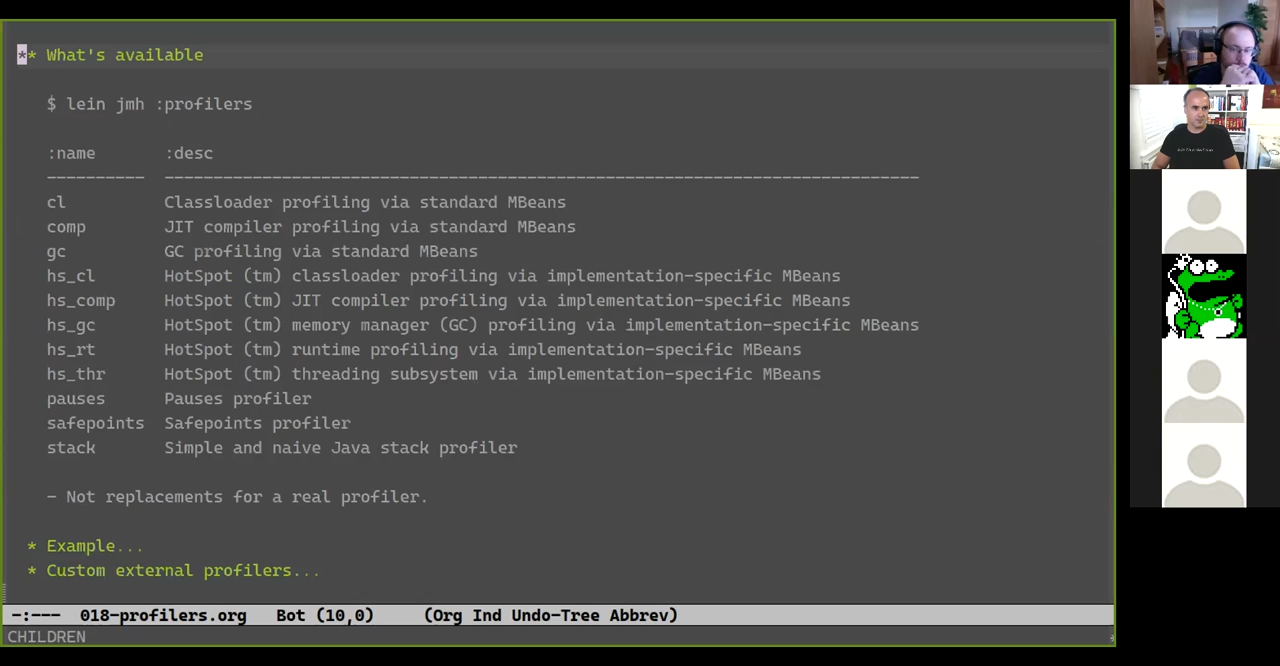 ** What's available
$ lein jmh :profilers
:name :desc
---------- -----------------------------------------------------------------------------
cl Classloader profiling via standard MBeans
comp JIT compiler profiling via standard MBeans
gc GC profiling via standard MBeans
hs_cl HotSpot (tm) classloader profiling via implementation-specific MBeans
hs_comp HotSpot (tm) JIT compiler profiling via implementation-specific MBeans
hs_gc HotSpot (tm) memory manager (GC) profiling via implementation-specific MBeans
hs_rt HotSpot (tm) runtime profiling via implementation-specific MBeans
hs_thr HotSpot (tm) threading subsystem via implementation-specific MBeans
pauses Pauses profiler
safepoints Safepoints profiler
stack Simple and naive Java stack profiler
- Not replacements for a real profiler.
* Example...
* Custom external profilers...
-:--- 018-profilers.org Bot (10,0) (Org Ind Undo-Tree Abbrev)
CHILDREN